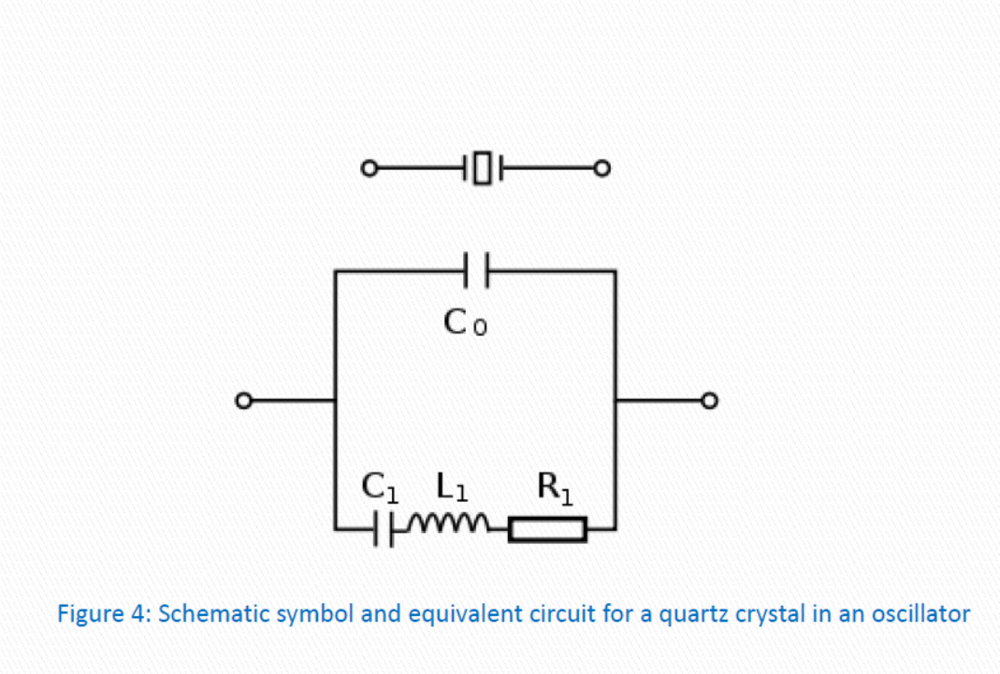 C₀
C₁ L₁ R₁
Figure 4: Schematic symbol and equivalent circuit for a quartz crystal in an oscillator